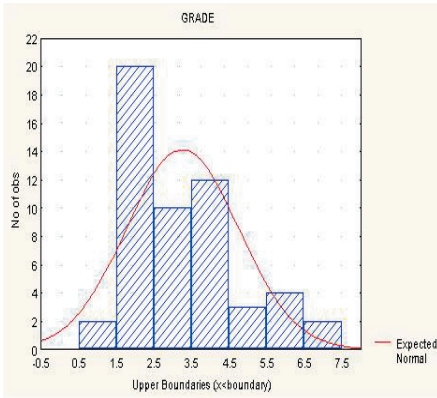 GRADE
22
20
18
16
14
12
10
8
6
4
2
0
No of obs
-0.5 0.5 1.5 2.5 3.5 4.5 5.5 6.5 7.5
Upper Boundaries (x<boundary)
Expected
Normal